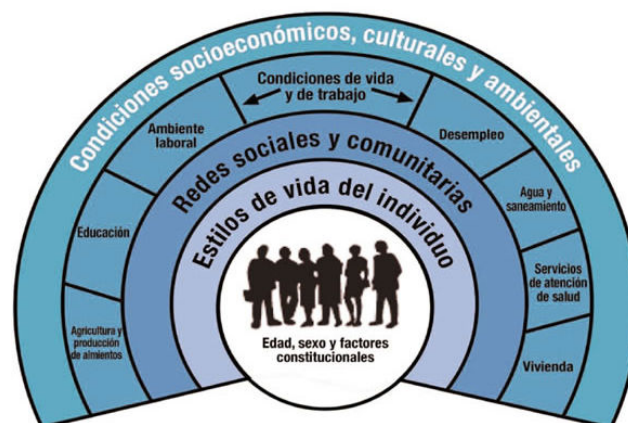 Condiciones socioeconómicos, culturales y ambientales
Condiciones de vida
y de trabajo
Ambiente
laboral
Desempleo
Redes sociales y comunitarias
Agua y
saneamiento
Educación
Estilos de vida del individuo
Servicios
de atención
de salud
Agricultura y
producción
de almientos
Edad, sexo y factores
constitucionales
Vivienda